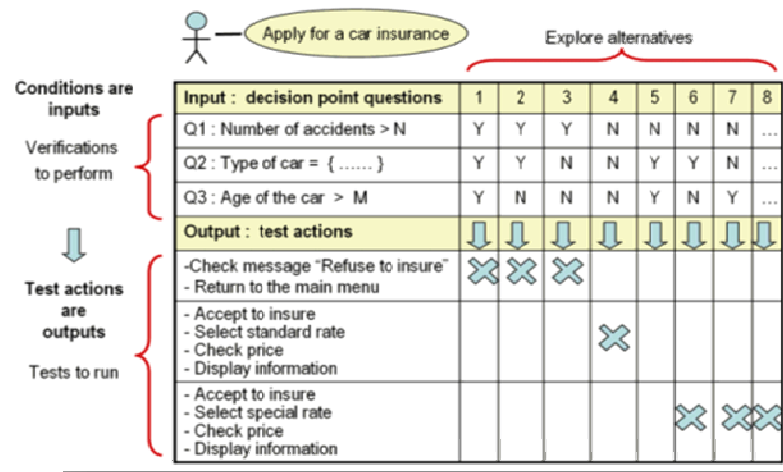 Apply for a car insurance
Explore alternatives
Conditions are
inputs
Verifications
to perform
Input : decision point questions 1 2 3 4 5 6 7 8
Q1 : Number of accidents > N Y Y Y N N N N ...
Q2 : Type of car = { ...... } Y Y N N Y Y N ...
Q3 : Age of the car > M Y N N N Y N Y ...
Output : test actions
Test actions
are
outputs
Tests to run
-Check message "Refuse to insure"
- Return to the main menu
- Accept to insure
- Select standard rate
- Check price
- Display information
- Accept to insure
- Select special rate
- Check price
- Display information